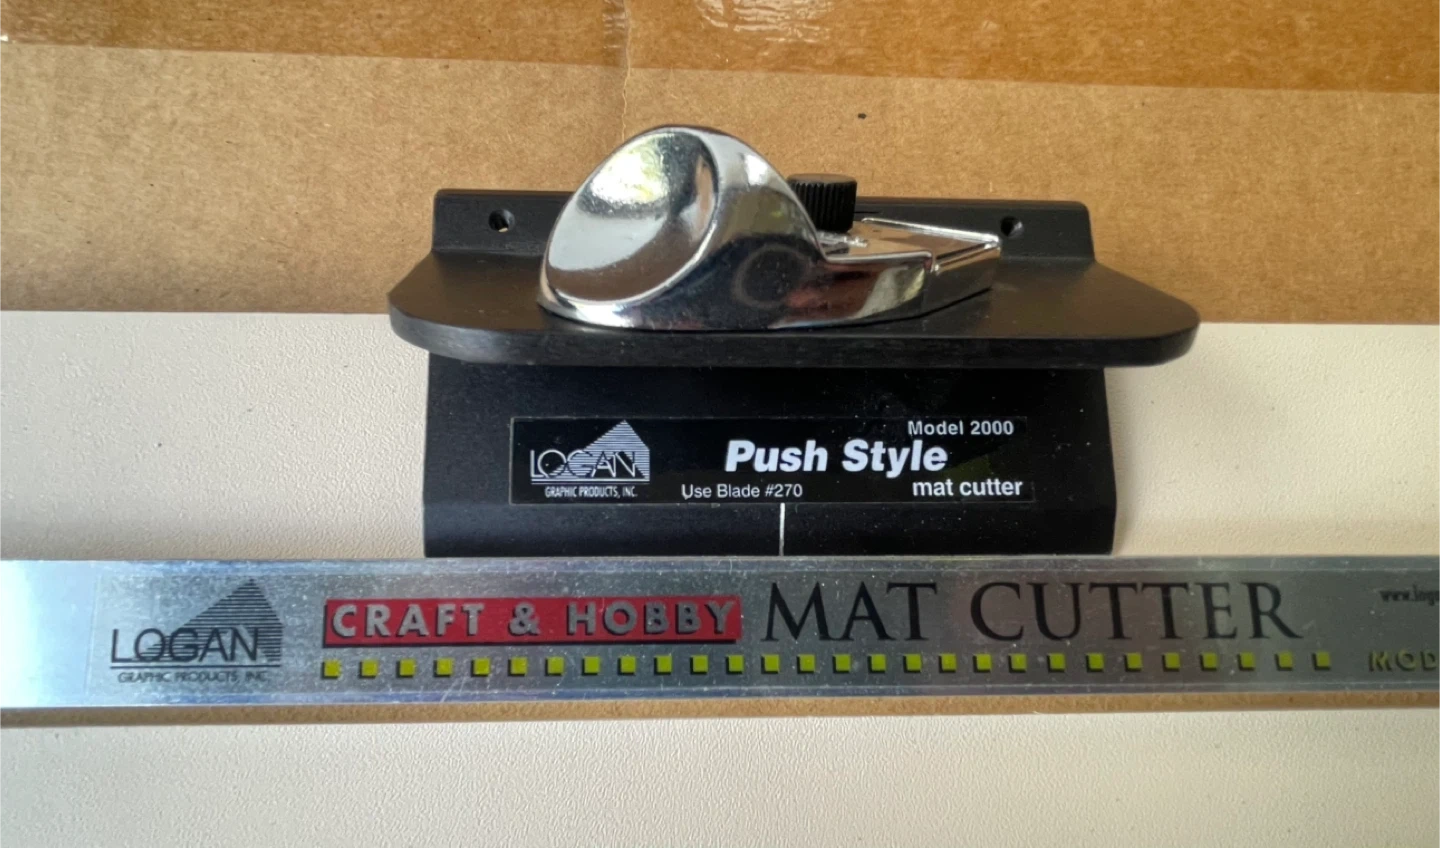 Model 2000
LOGAN
Push Style
GRAPHIC PRODUCTS, INC.
Use Blade #270
mat cutter
CRAFT & HOBBY MAT CUTTER
LOGAN
GRAPHIC PRODUCTS, INC.